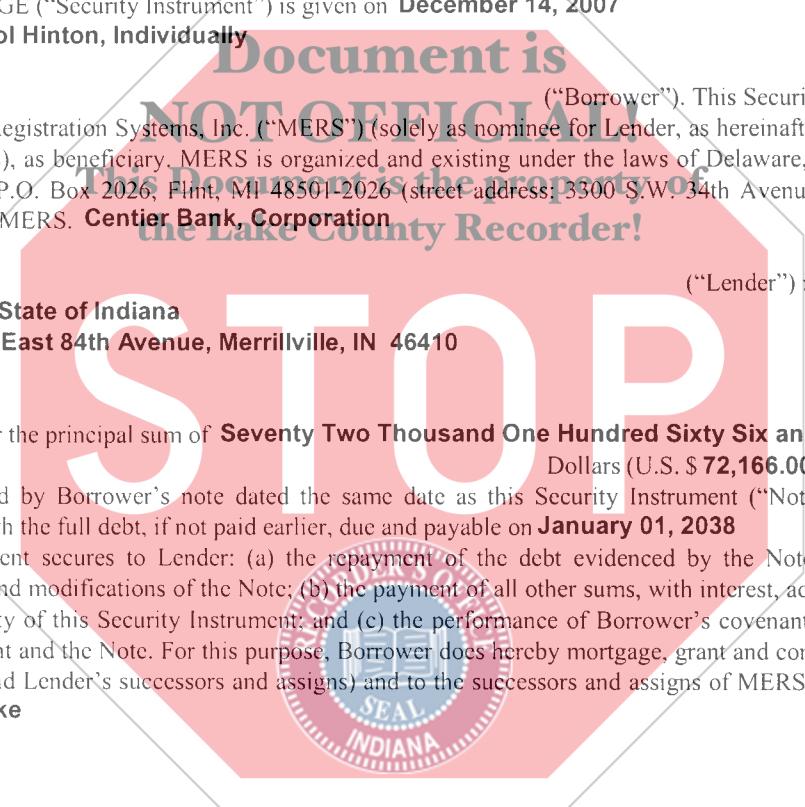 GE (“Security Instrument”) is given on December 14, 2007
ol Hinton, Individually
Document is
(“Borrower”). This Securi
NOT OFFICIAL!
egistration Systems, Inc. (“MERS”) (solely as nominee for Lender, as hereinaft
), as beneficiary. MERS is organized and existing under the laws of Delaware,
This Document is the property of
P.O. Box 2026, Flint, MI 48501-2026 (street address: 3300 S.W. 34th Avenu
MERS. Centier Bank, Corporation
the Lake County Recorder!
(“Lender”)
State of Indiana
East 84th Avenue, Merrillville, IN 46410
STOP
r the principal sum of Seventy Two Thousand One Hundred Sixty Six an
Dollars (U.S. $ 72,166.00
d by Borrower’s note dated the same date as this Security Instrument (“Not
h the full debt, if not paid earlier, due and payable on January 01, 2038
ent secures to Lender: (a) the repayment of the debt evidenced by the Note
nd modifications of the Note; (b) the payment of all other sums, with interest, ad
ty of this Security Instrument; and (c) the performance of Borrower’s covenant
nt and the Note. For this purpose, Borrower does hereby mortgage, grant and con
nd Lender’s successors and assigns) and to the successors and assigns of MERS
ke
RECORDER'S OFFICE
SEAL
INDIANA